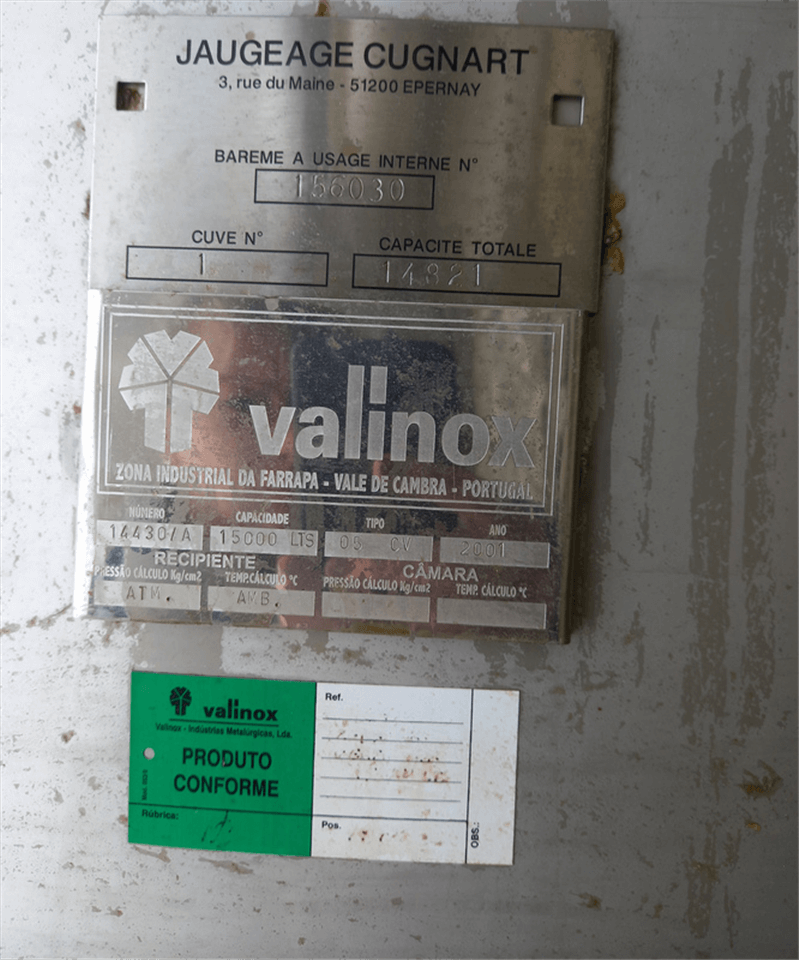 JAUGEAGE CUGNART
3, rue du Maine - 51200 EPERNAY
BAREME A USAGE INTERNE N°
156030
CUVE N° CAPACITE TOTALE
1 14821
valinox
ZONA INDUSTRIAL DA FARRAPA - VALE DE CAMBRA - PORTUGAL
NÚMERO CAPACIDADE TIPO ANO
14430/A 15000 LTS 05 CV 2001
RECIPIENTE CÂMARA
PRESSÃO CÁLCULO Kg/cm2 TEMP.CÁLCULO °C PRESSÃO CÁLCULO Kg/cm2 TEMP. CÁLCULO °C
ATM. AMB.
valinox
Valinox - Indústrias Metalúrgicas, Lda.
PRODUTO
CONFORME
Rúbrica:
Ref.
Pos.
OBS.: